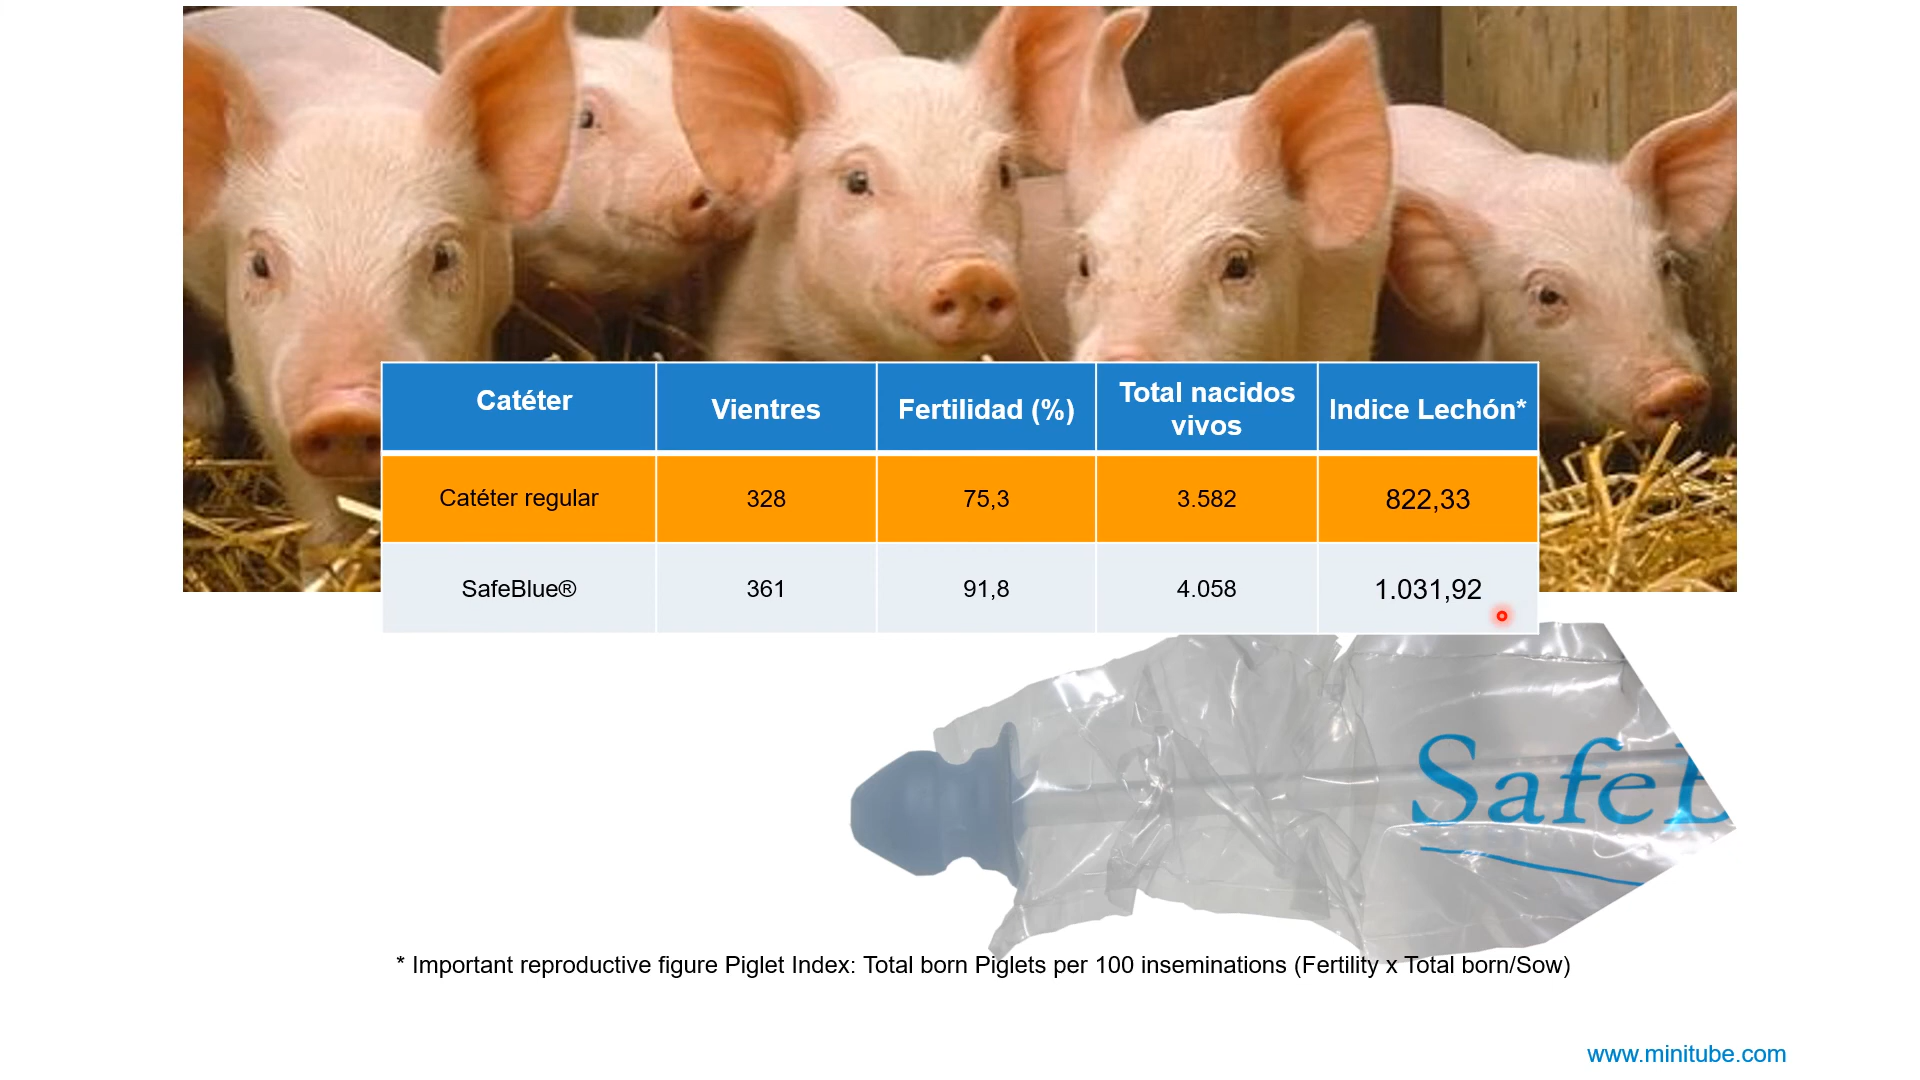 Catéter
Vientres
Fertilidad (%)
Total nacidos
vivos
Indice Lechón*
Catéter regular
328
75,3
3.582
822,33
SafeBlue®
361
91,8
4.058
1.031,92
SafeB
* Important reproductive figure Piglet Index: Total born Piglets per 100 inseminations (Fertility x Total born/Sow)
www.minitube.com